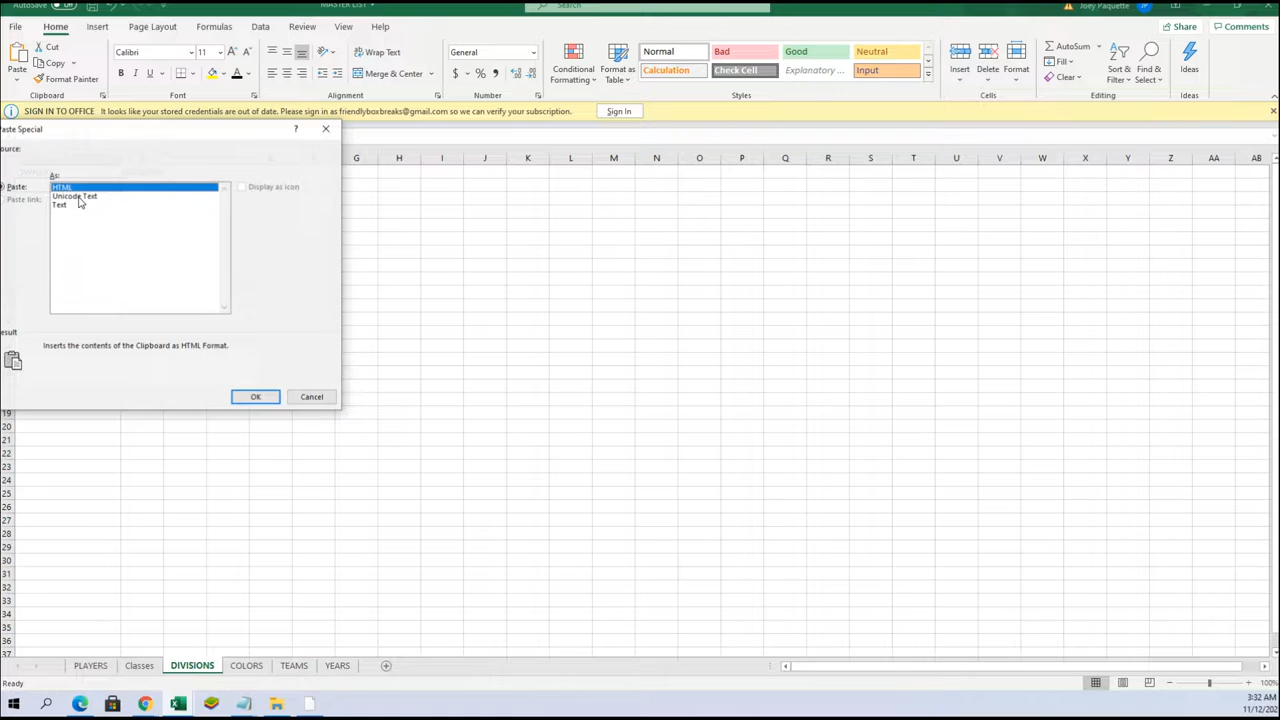 AutoSave Off MASTER LIST Search Joey Paquette JP
File Home Insert Page Layout Formulas Data Review View Help Share Comments
Paste Cut Copy Format Painter
Calibri 11 Wrap Text Merge & Center General
Conditional Formatting Format as Table
Normal Bad Good Neutral
Calculation Check Cell Explanatory ... Input
Insert Delete Format
AutoSum Fill Clear Sort & Filter Find & Select Ideas
Clipboard Font Alignment Number Styles Cells Editing Ideas
SIGN IN TO OFFICE It looks like your stored credentials are out of date. Please sign in as friendlyboxbreaks@gmail.com so we can verify your subscription. Sign In
aste Special ?
ource:
G H I J K L M N O P Q R S T U V W X Y Z AA AB
As:
Paste: HTML Display as icon
Unicode Text
Paste link: Text
esult
Inserts the contents of the Clipboard as HTML Format.
OK Cancel
19
20
21
22
23
24
25
26
27
28
29
30
31
32
33
34
35
36
37
PLAYERS Classes DIVISIONS COLORS TEAMS YEARS
Ready 100%
3:32 AM
11/12/202